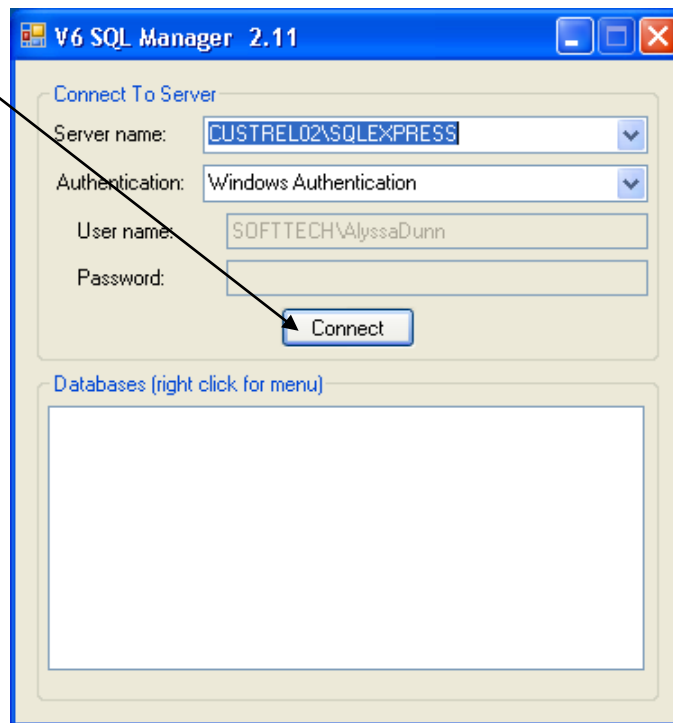 V6 SQL Manager 2.11
Connect To Server
Server name: CUSTREL02\SQLEXPRESS
Authentication: Windows Authentication
User name: SOFTTECH\AlyssaDunn
Password:
Connect
Databases (right click for menu)